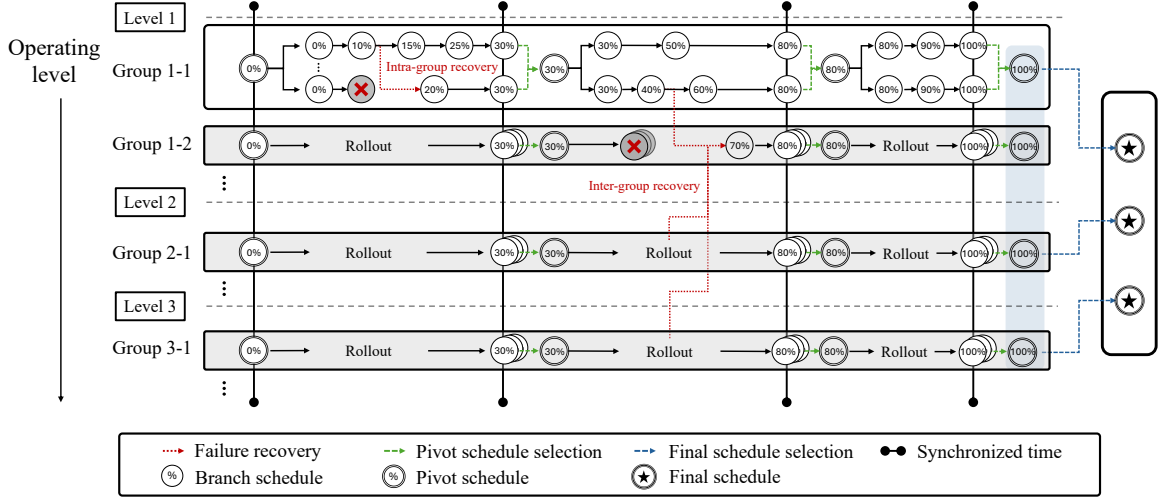 Level 1
Operating
level
Group 1-1
0%
0%
10%
15%
25%
30%
Intra-group recovery
0%
20%
30%
30%
30%
50%
80%
30%
40%
60%
80%
80%
80%
90%
100%
80%
90%
100%
100%
Group 1-2
0%
Rollout
30%
30%
70%
80%
80%
Rollout
100%
100%
Inter-group recovery
Level 2
Group 2-1
0%
Rollout
30%
30%
Rollout
80%
80%
Rollout
100%
100%
Level 3
Group 3-1
0%
Rollout
30%
30%
Rollout
80%
80%
Rollout
100%
100%
Failure recovery
Pivot schedule selection
Final schedule selection
Synchronized time
% Branch schedule
% Pivot schedule
Final schedule